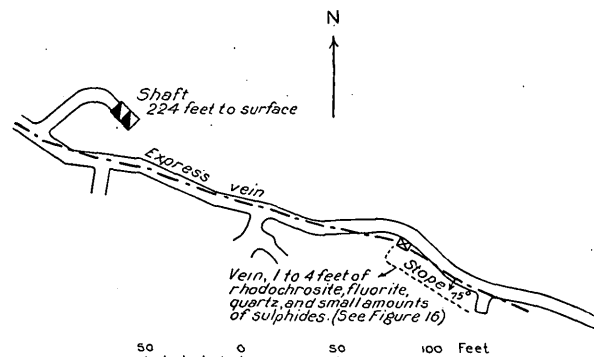 N
Shaft
224 feet to surface
Express vein
Stope
75°
Vein, 1 to 4 feet of
rhodochrosite, fluorite,
quartz, and small amounts
of sulphides. (See Figure 16)
50 0 50 100 Feet